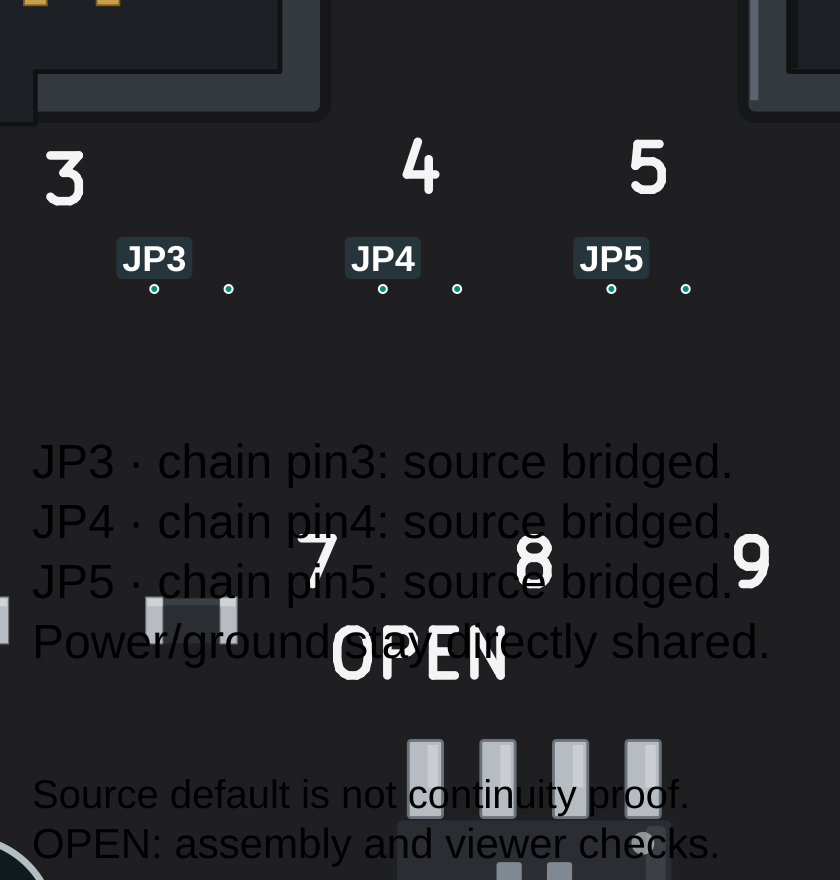 3 4 5
JP3 JP4 JP5
JP3 · chain pin3: source bridged.
JP4 · chain pin4: source bridged.
7 8 9
JP5 · chain pin5: source bridged.
Power/ground stay directly shared.
OPEN
Source default is not continuity proof.
OPEN: assembly and viewer checks.